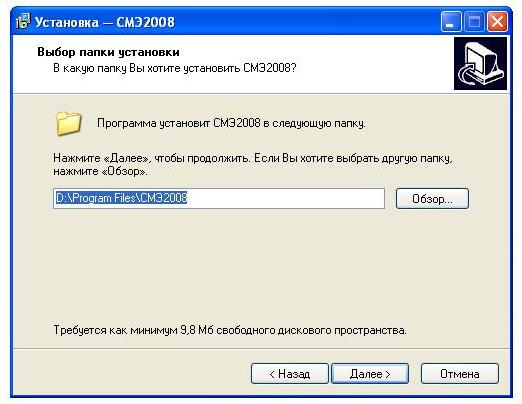 Установка — СМЭ2008
Выбор папки установки
В какую папку Вы хотите установить СМЭ2008?
Программа установит СМЭ2008 в следующую папку.
Нажмите «Далее», чтобы продолжить. Если Вы хотите выбрать другую папку,
нажмите «Обзор».
D:\Program Files\СМЭ2008
Обзор...
Требуется как минимум 9,8 Мб свободного дискового пространства.
< Назад
Далее >
Отмена